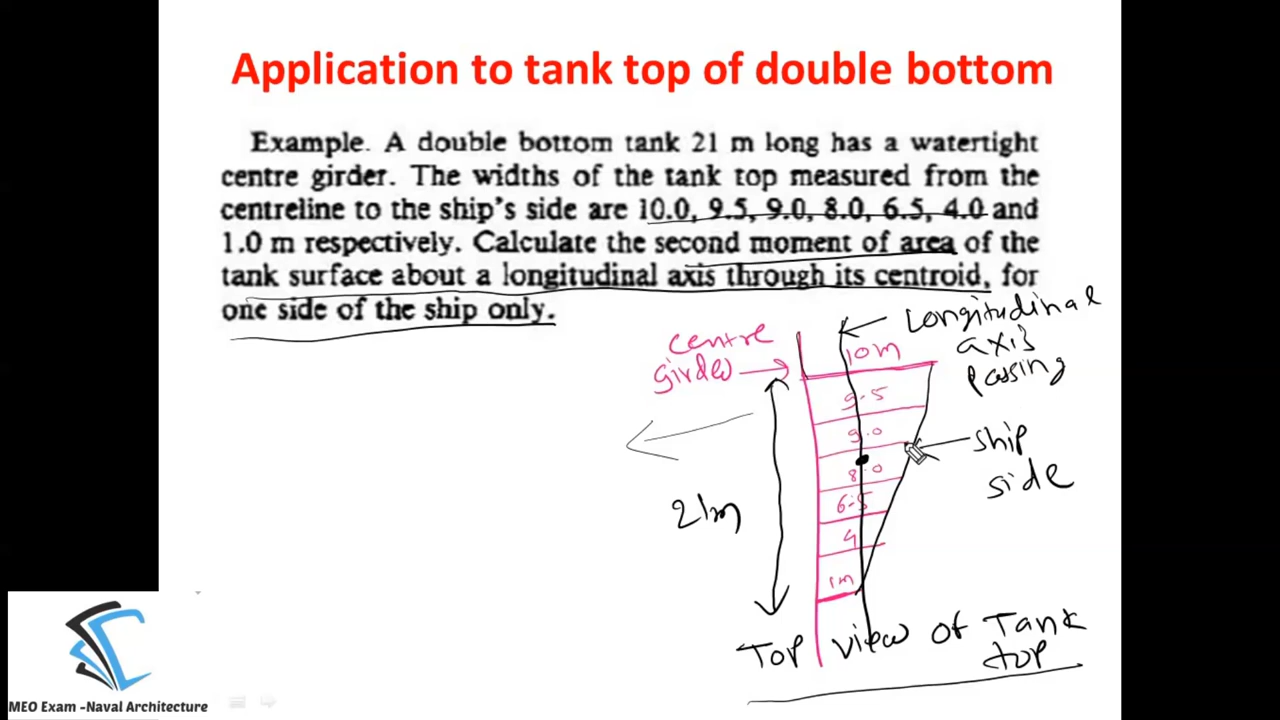 Application to tank top of double bottom
Example. A double bottom tank 21 m long has a watertight
centre girder. The widths of the tank top measured from the
centreline to the ship's side are 10.0, 9.5, 9.0, 8.0, 6.5, 4.0 and
1.0 m respectively. Calculate the second moment of area of the
tank surface about a longitudinal axis through its centroid, for
one side of the ship only.
Longitudinal
axis
passing
centre
girder
10m
9.5
9.0
8.0
6.5
4
1m
21m
ship
side
Top view of Tank
top
MEO Exam -Naval Architecture